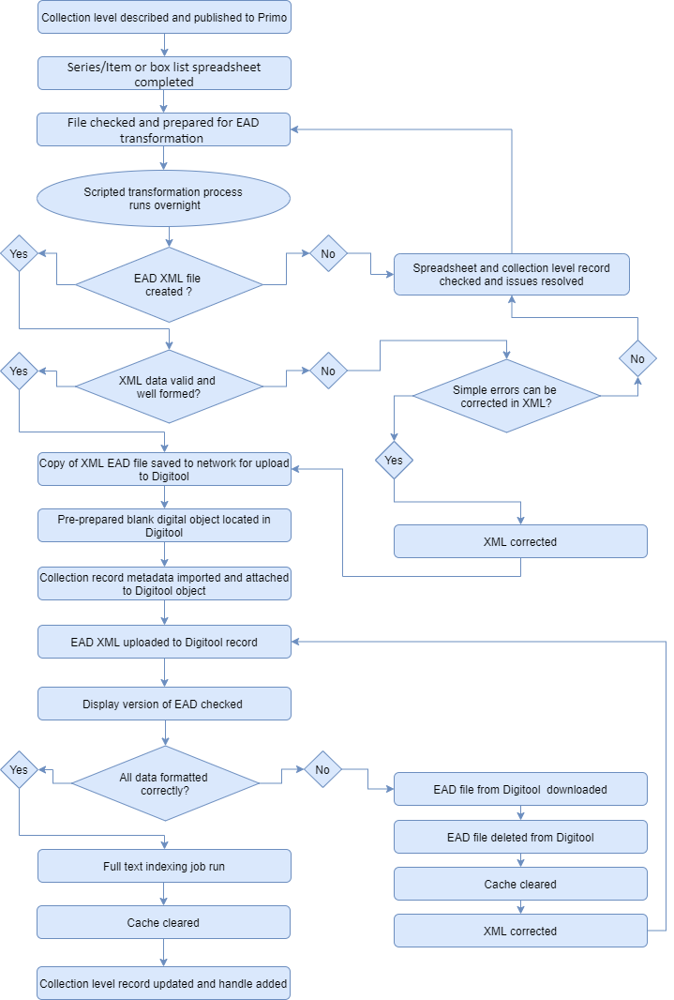 Collection level described and published to Primo
Series/Item or box list spreadsheet
completed
File checked and prepared for EAD
transformation
Scripted transformation process
runs overnight
Yes
EAD XML file
created ?
No
Spreadsheet and collection level record
checked and issues resolved
Yes
XML data valid and
well formed?
No
Simple errors can be
corrected in XML?
No
Yes
XML corrected
Copy of XML EAD file saved to network for upload
to Digitool
Pre-prepared blank digital object located in
Digitool
Collection record metadata imported and attached
to Digitool object
EAD XML uploaded to Digitool record
Display version of EAD checked
Yes
All data formatted
correctly?
No
EAD file from Digitool  downloaded
EAD file deleted from Digitool
Cache cleared
XML corrected
Full text indexing job run
Cache cleared
Collection level record updated and handle added